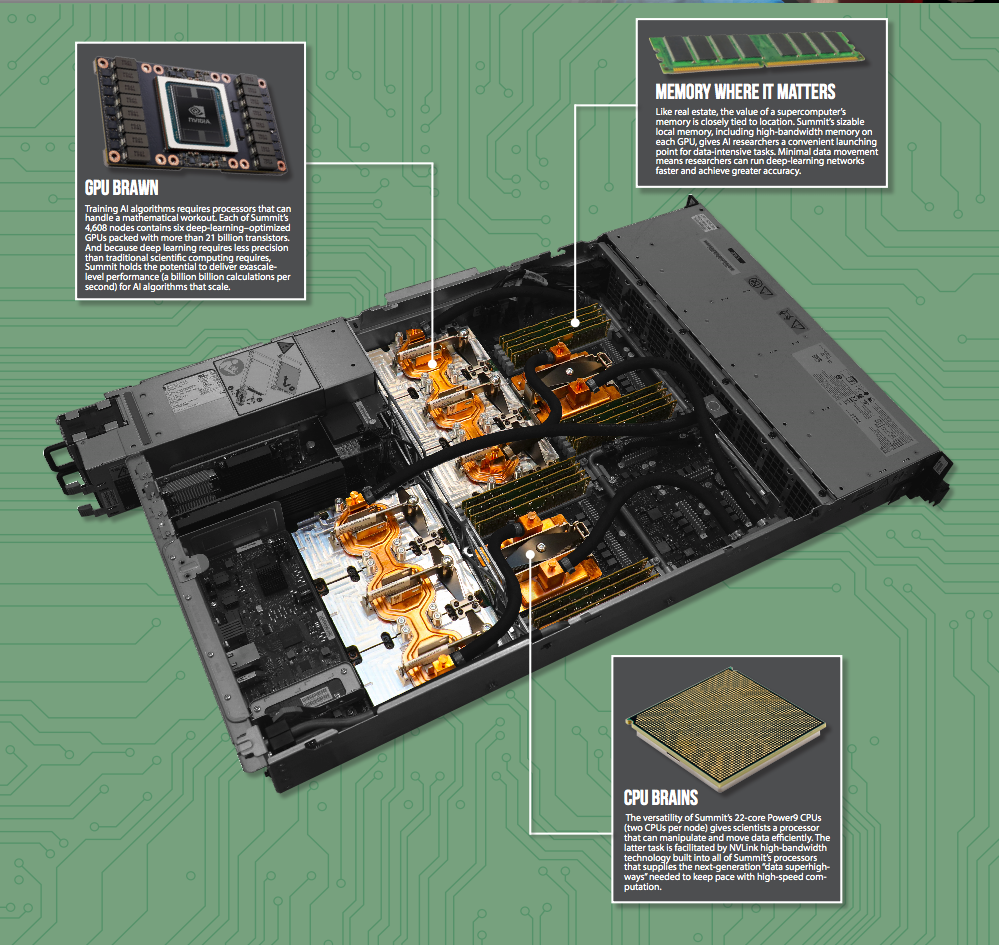 NVIDIA
GPU BRAWN
Training AI algorithms requires processors that can
handle a mathematical workout. Each of Summit's
4,608 nodes contains six deep-learning–optimized
GPUs packed with more than 21 billion transistors.
And because deep learning requires less precision
than traditional scientific computing requires,
Summit holds the potential to deliver exascale-
level performance (a billion billion calculations per
second) for AI algorithms that scale.
MEMORY WHERE IT MATTERS
Like real estate, the value of a supercomputer's
memory is closely tied to location. Summit's sizable
local memory, including high-bandwidth memory on
each GPU, gives AI researchers a convenient launching
point for data-intensive tasks. Minimal data movement
means researchers can run deep-learning networks
faster and achieve greater accuracy.
CPU BRAINS
The versatility of Summit's 22-core Power9 CPUs
(two CPUs per node) gives scientists a processor
that can manipulate and move data efficiently. The
latter task is facilitated by NVLink high-bandwidth
technology built into all of Summit's processors
that supplies the next-generation "data superhigh-
ways" needed to keep pace with high-speed com-
putation.